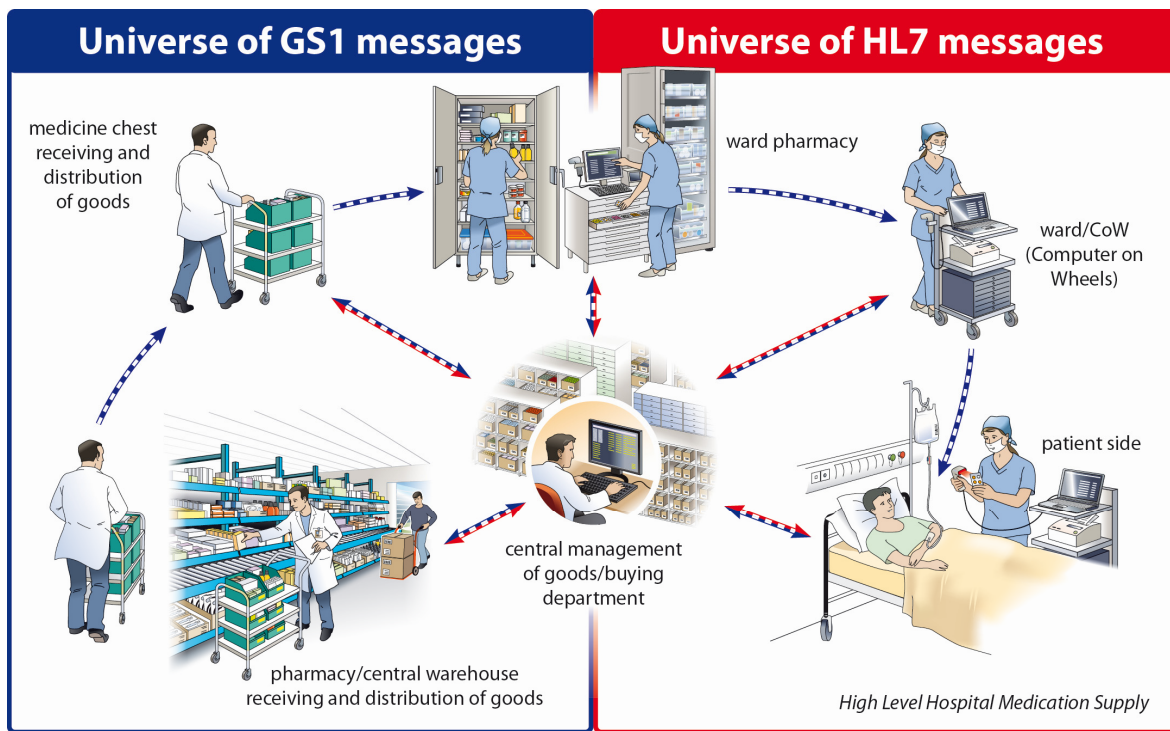 Universe of GS1 messages
Universe of HL7 messages
medicine chest
receiving and
distribution
of goods
ward pharmacy
ward/CoW
(Computer on
Wheels)
patient side
central management
of goods/buying
department
pharmacy/central warehouse
receiving and distribution of goods
High Level Hospital Medication Supply